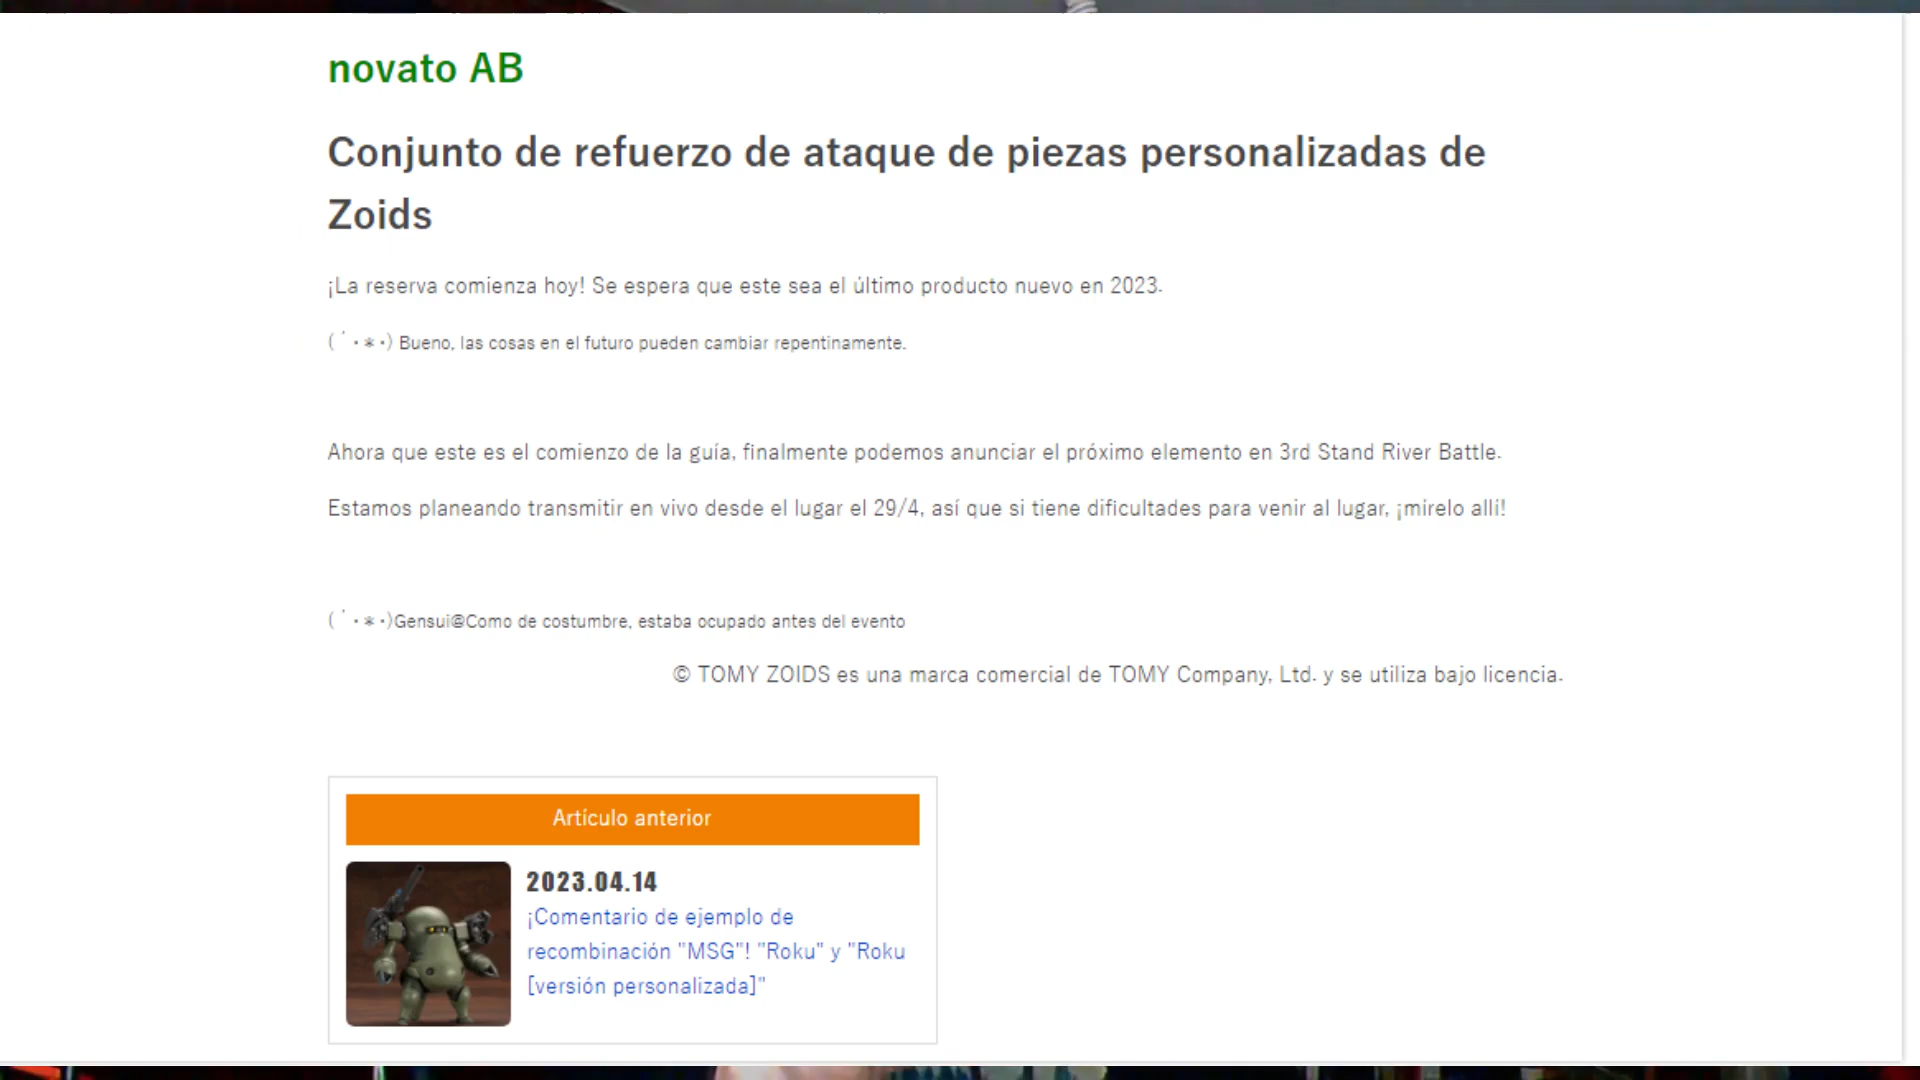 novato AB
Conjunto de refuerzo de ataque de piezas personalizadas de
Zoids
¡La reserva comienza hoy! Se espera que este sea el último producto nuevo en 2023.
(´・＊・) Bueno, las cosas en el futuro pueden cambiar repentinamente.
Ahora que este es el comienzo de la guía, finalmente podemos anunciar el próximo elemento en 3rd Stand River Battle.
Estamos planeando transmitir en vivo desde el lugar el 29/4, así que si tiene dificultades para venir al lugar, ¡mírelo allí!
(´・＊・)Gensui@Como de costumbre, estaba ocupado antes del evento
© TOMY ZOIDS es una marca comercial de TOMY Company, Ltd. y se utiliza bajo licencia.
Artículo anterior
2023.04.14
¡Comentario de ejemplo de
recombinación "MSG"! "Roku" y "Roku
[versión personalizada]"